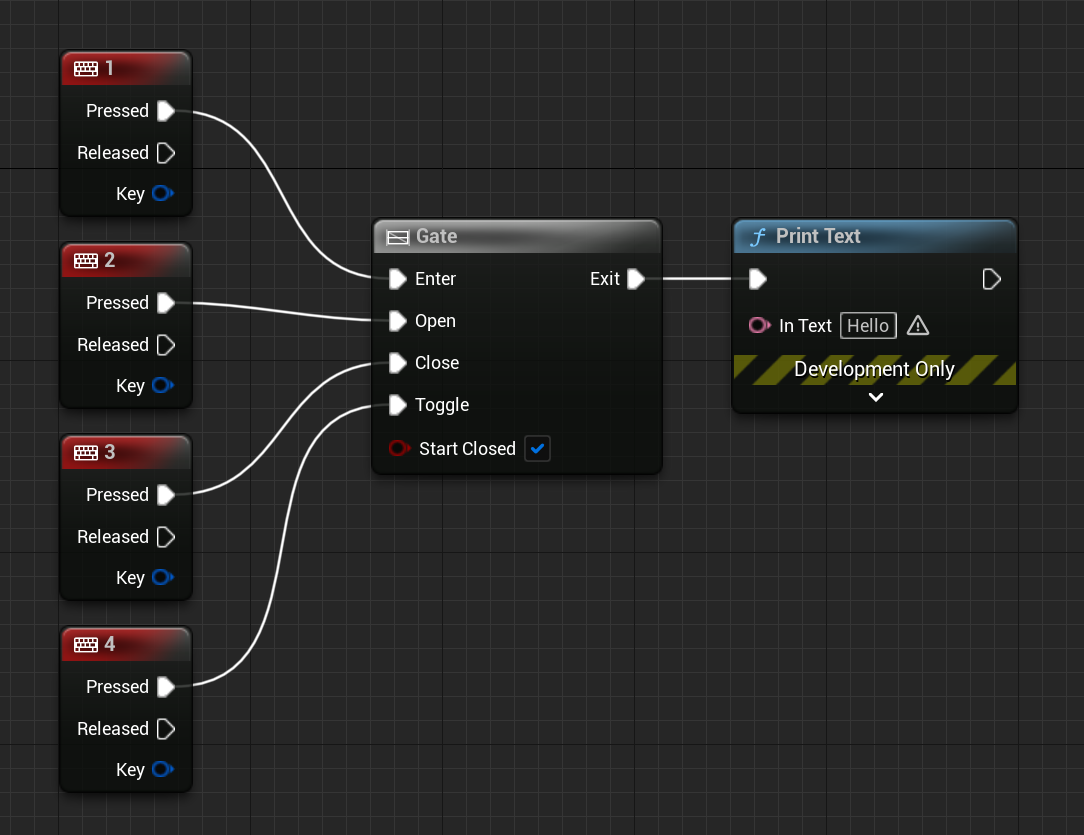 1
Pressed
Released
Key
2
Pressed
Released
Key
3
Pressed
Released
Key
4
Pressed
Released
Key
Gate
Enter Exit
Open
Close
Toggle
Start Closed
Print Text
In Text Hello
Development Only